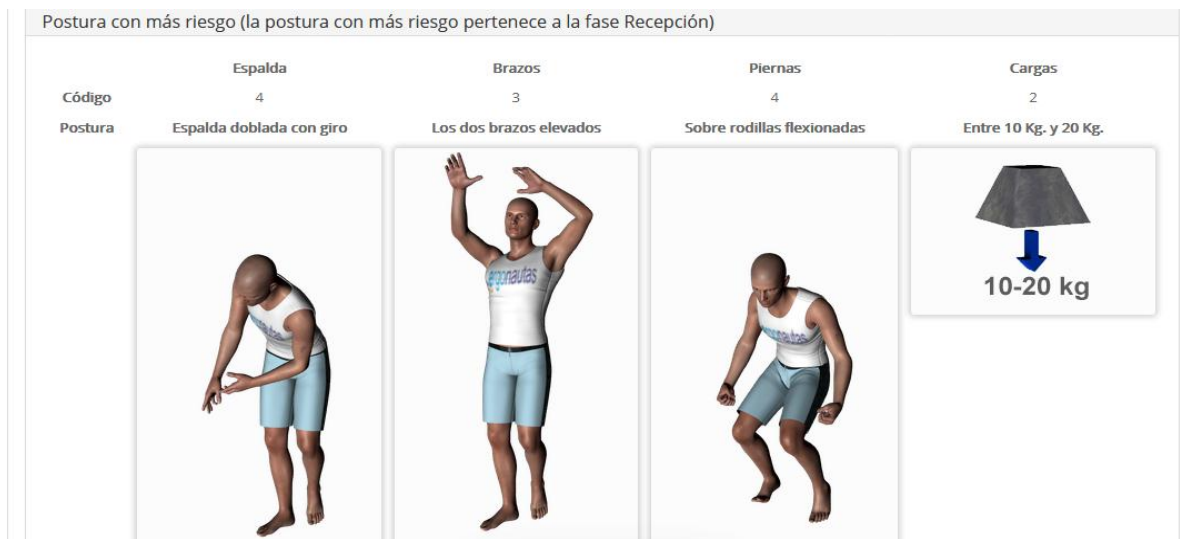 Postura con más riesgo (la postura con más riesgo pertenece a la fase Recepción)
Espalda Brazos Piernas Cargas
Código 4 3 4 2
Postura Espalda doblada con giro Los dos brazos elevados Sobre rodillas flexionadas Entre 10 Kg. y 20 Kg.
ergonautas
10-20 kg